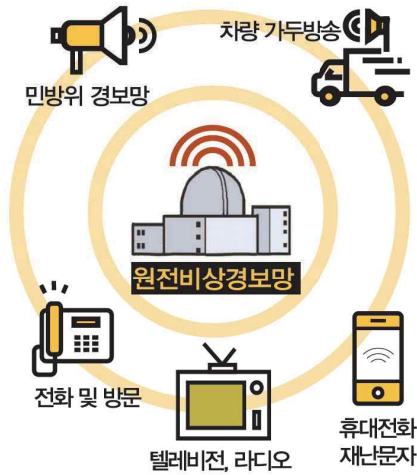 민방위 경보망
차량 가두방송
원전비상경보망
전화 및 방문
텔레비전, 라디오
휴대전화
재난문자